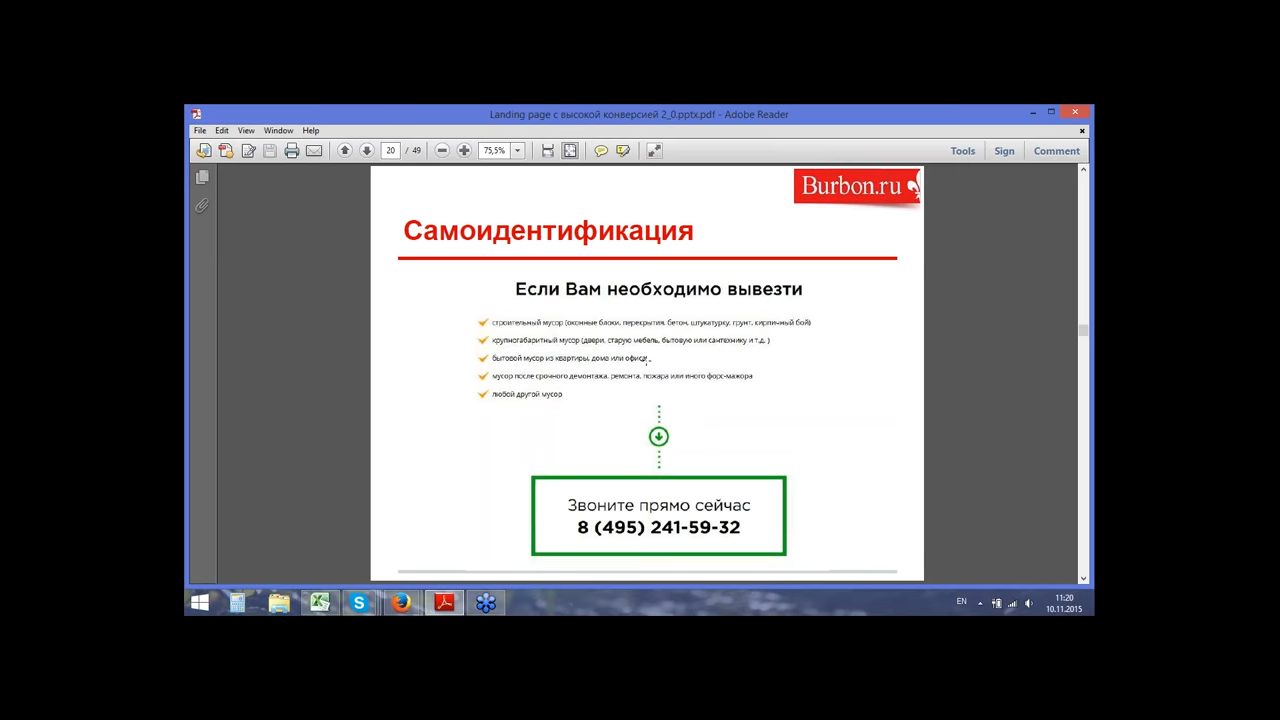 Landing page с высокой конверсией 2_0.pptx.pdf - Adobe Reader
File Edit View Window Help
20 / 49 75,5% Tools Sign Comment
Burbon.ru
Самоидентификация
Если Вам необходимо вывезти
строительный мусор (оконные блоки, перекрытия, бетон, штукатурку, грунт, кирпичный бой)
крупногабаритный мусор (двери, старую мебель, бытовую или сантехнику и т.д. )
бытовой мусор из квартиры, дома или офиса
мусор после срочного демонтажа, ремонта, пожара или иного форс-мажора
любой другой мусор
Звоните прямо сейчас
8 (495) 241-59-32
EN
11:20
10.11.2015